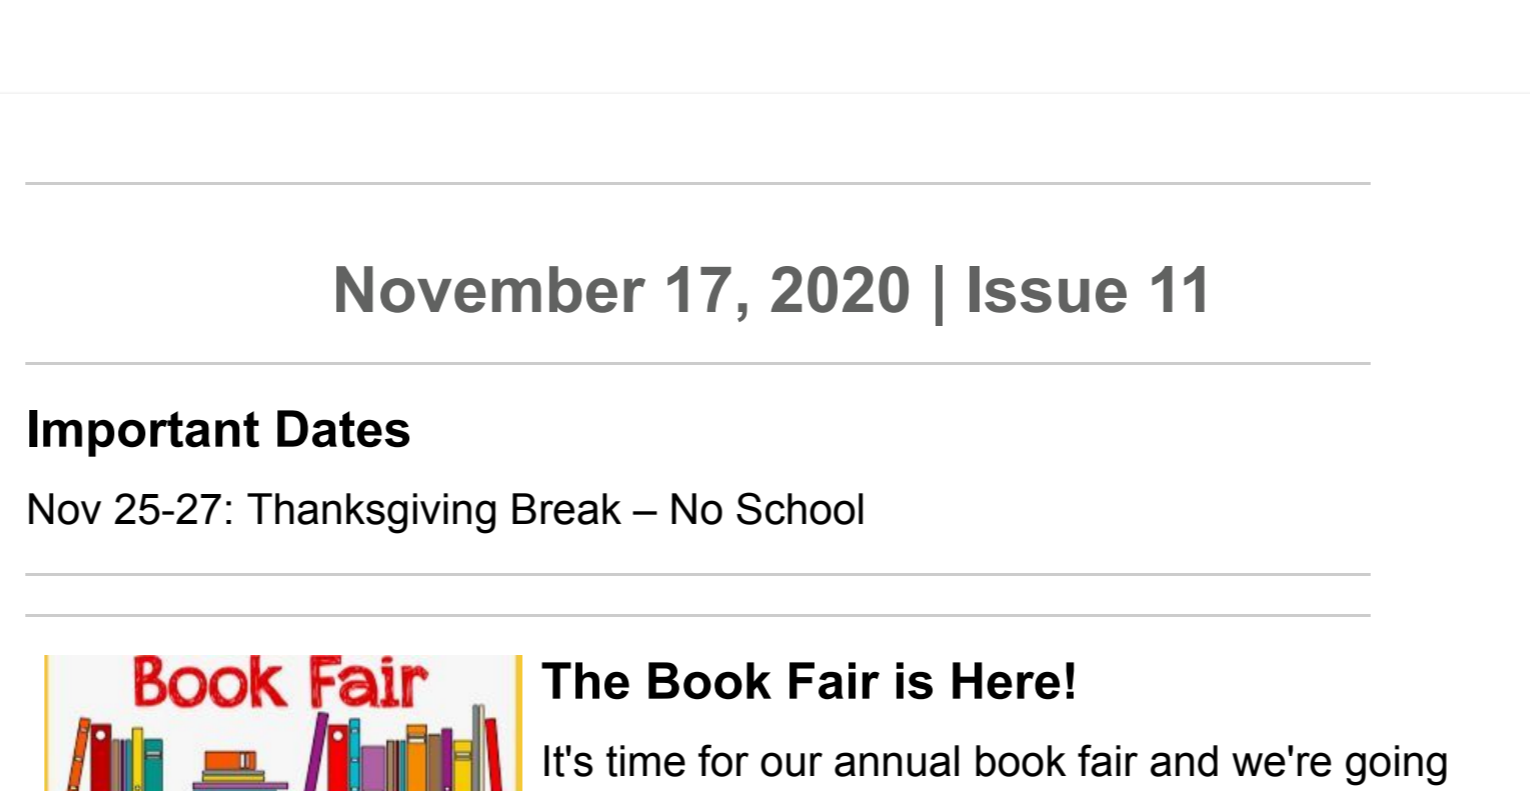 November 17, 2020 | Issue 11
Important Dates
Nov 25-27: Thanksgiving Break – No School
Book Fair
The Book Fair is Here!
It's time for our annual book fair and we're going